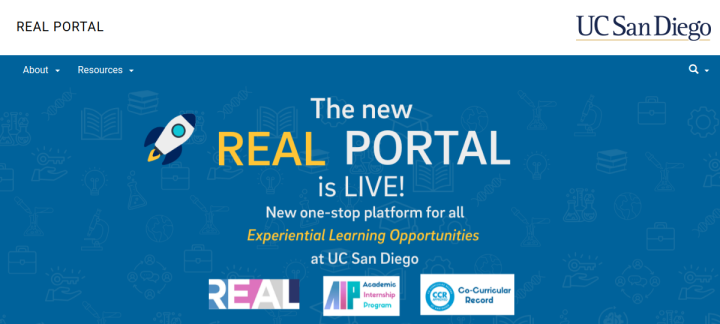 REAL PORTAL
UC San Diego
About
Resources
The new
REAL PORTAL
is LIVE!
New one-stop platform for all
Experiential Learning Opportunities
at UC San Diego
REAL
AIP
Academic
Internship
Program
CCR
Co-Curricular
Record